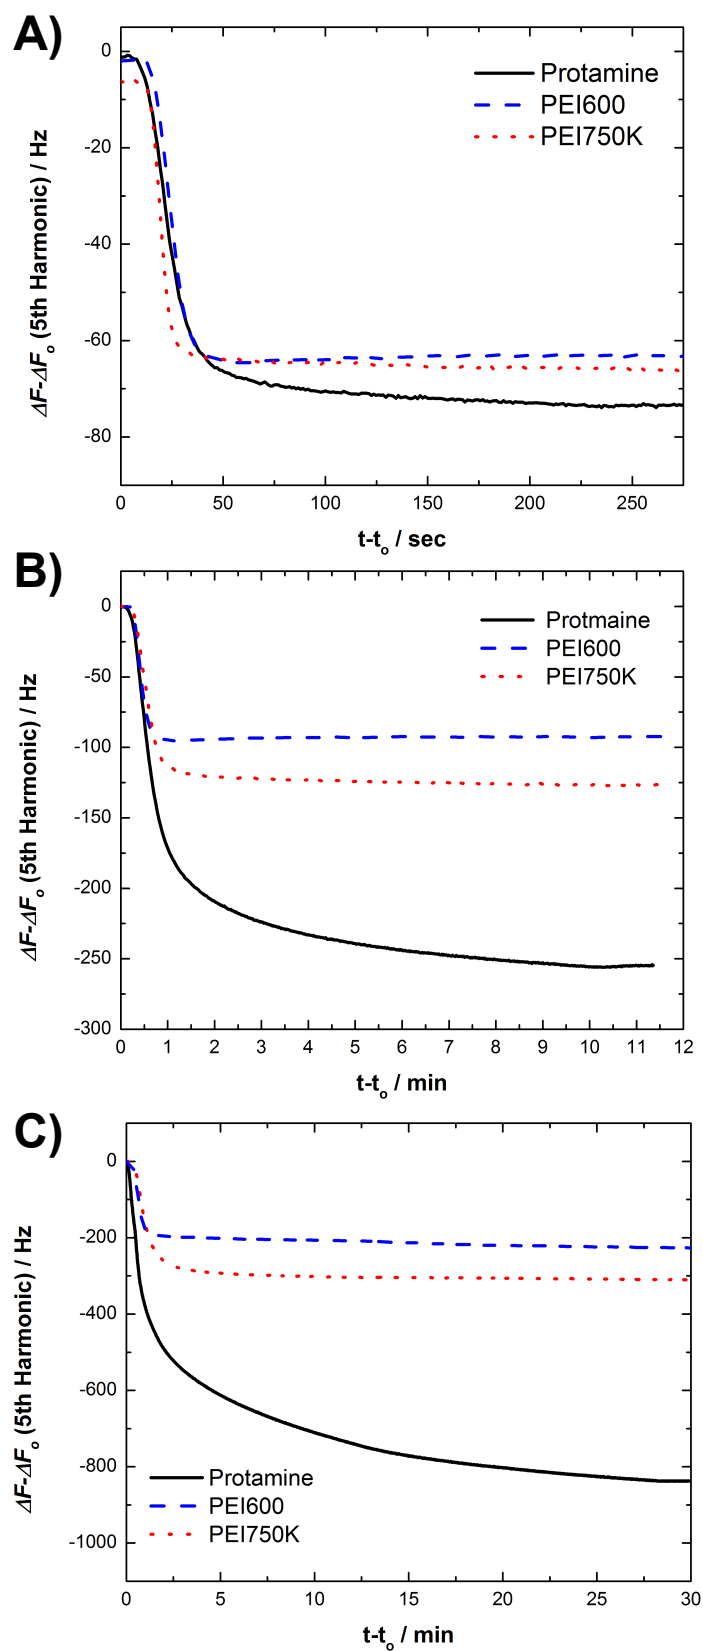 A)
0
-20
-40
-60
-80
ΔF-ΔFo (5th Harmonic) / Hz
Protamine
PEI600
PEI750K
0 50 100 150 200 250
t-to / sec
B)
0
-50
-100
-150
-200
-250
-300
ΔF-ΔFo (5th Harmonic) / Hz
Protmaine
PEI600
PEI750K
0 1 2 3 4 5 6 7 8 9 10 11 12
t-to / min
C)
0
-200
-400
-600
-800
-1000
ΔF-ΔFo (5th Harmonic) / Hz
Protamine
PEI600
PEI750K
0 5 10 15 20 25 30
t-to / min